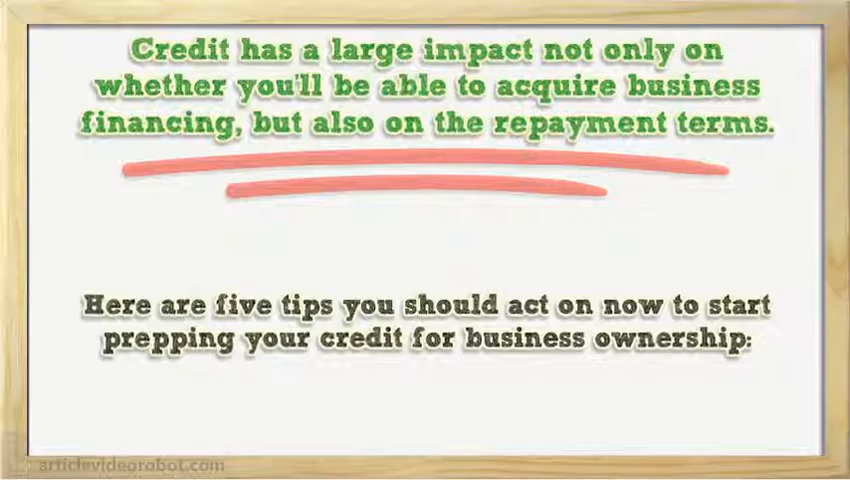 Credit has a large impact not only on
whether you'll be able to acquire business
financing, but also on the repayment terms.
Here are five tips you should act on now to start
prepping your credit for business ownership:
articlevideorobot.com